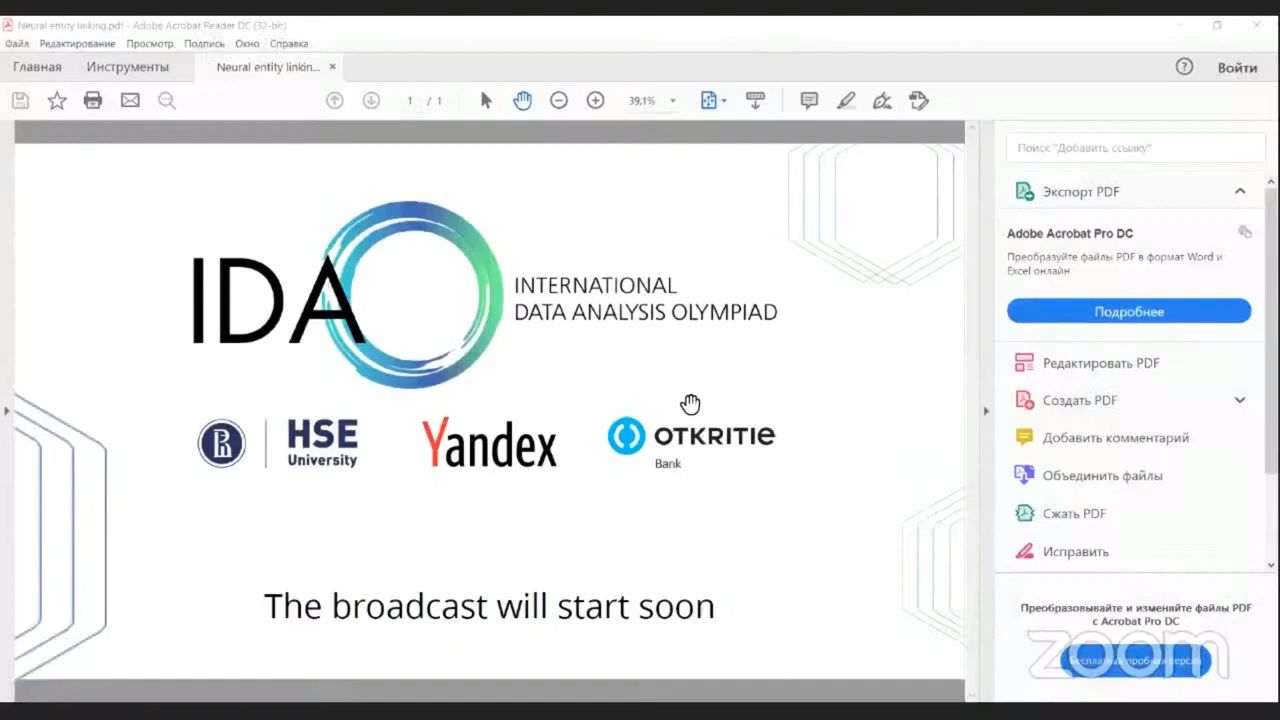 Neural entity linking.pdf - Adobe Acrobat Reader DC (32-bit)
Файл Редактирование Просмотр Подпись Окно Справка
Главная Инструменты Neural entity linkin... ×
Войти
1 / 1 39,1%
Поиск "Добавить ссылку"
Экспорт PDF
Adobe Acrobat Pro DC
Преобразуйте файлы PDF в формат Word и
Excel онлайн
Подробнее
Редактировать PDF
Создать PDF
Добавить комментарий
Объединить файлы
Сжать PDF
Исправить
Преобразовывайте и изменяйте файлы PDF
с Acrobat Pro DC
Бесплатная пробная версия
zoom
IDAO
INTERNATIONAL
DATA ANALYSIS OLYMPIAD
HSE
University
Yandex
OTKRITIE
Bank
The broadcast will start soon